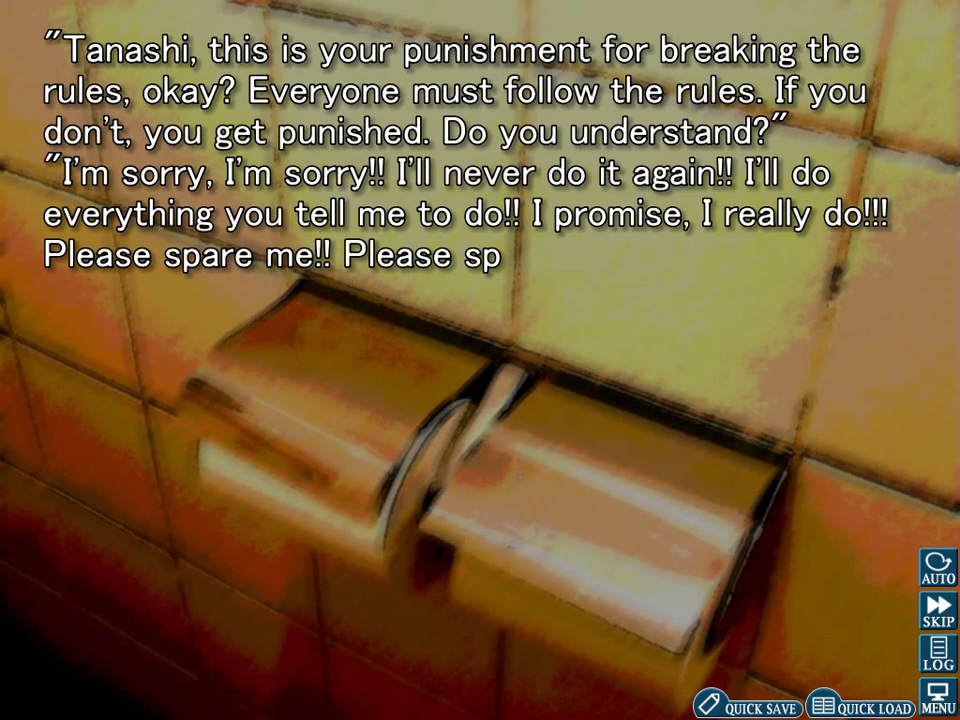 "Tanashi, this is your punishment for breaking the
rules, okay? Everyone must follow the rules. If you
don't, you get punished. Do you understand?"
"I'm sorry, I'm sorry!! I'll never do it again!! I'll do
everything you tell me to do!! I promise, I really do!!!
Please spare me!! Please sp
AUTO
SKIP
LOG
MENU
QUICK SAVE
QUICK LOAD